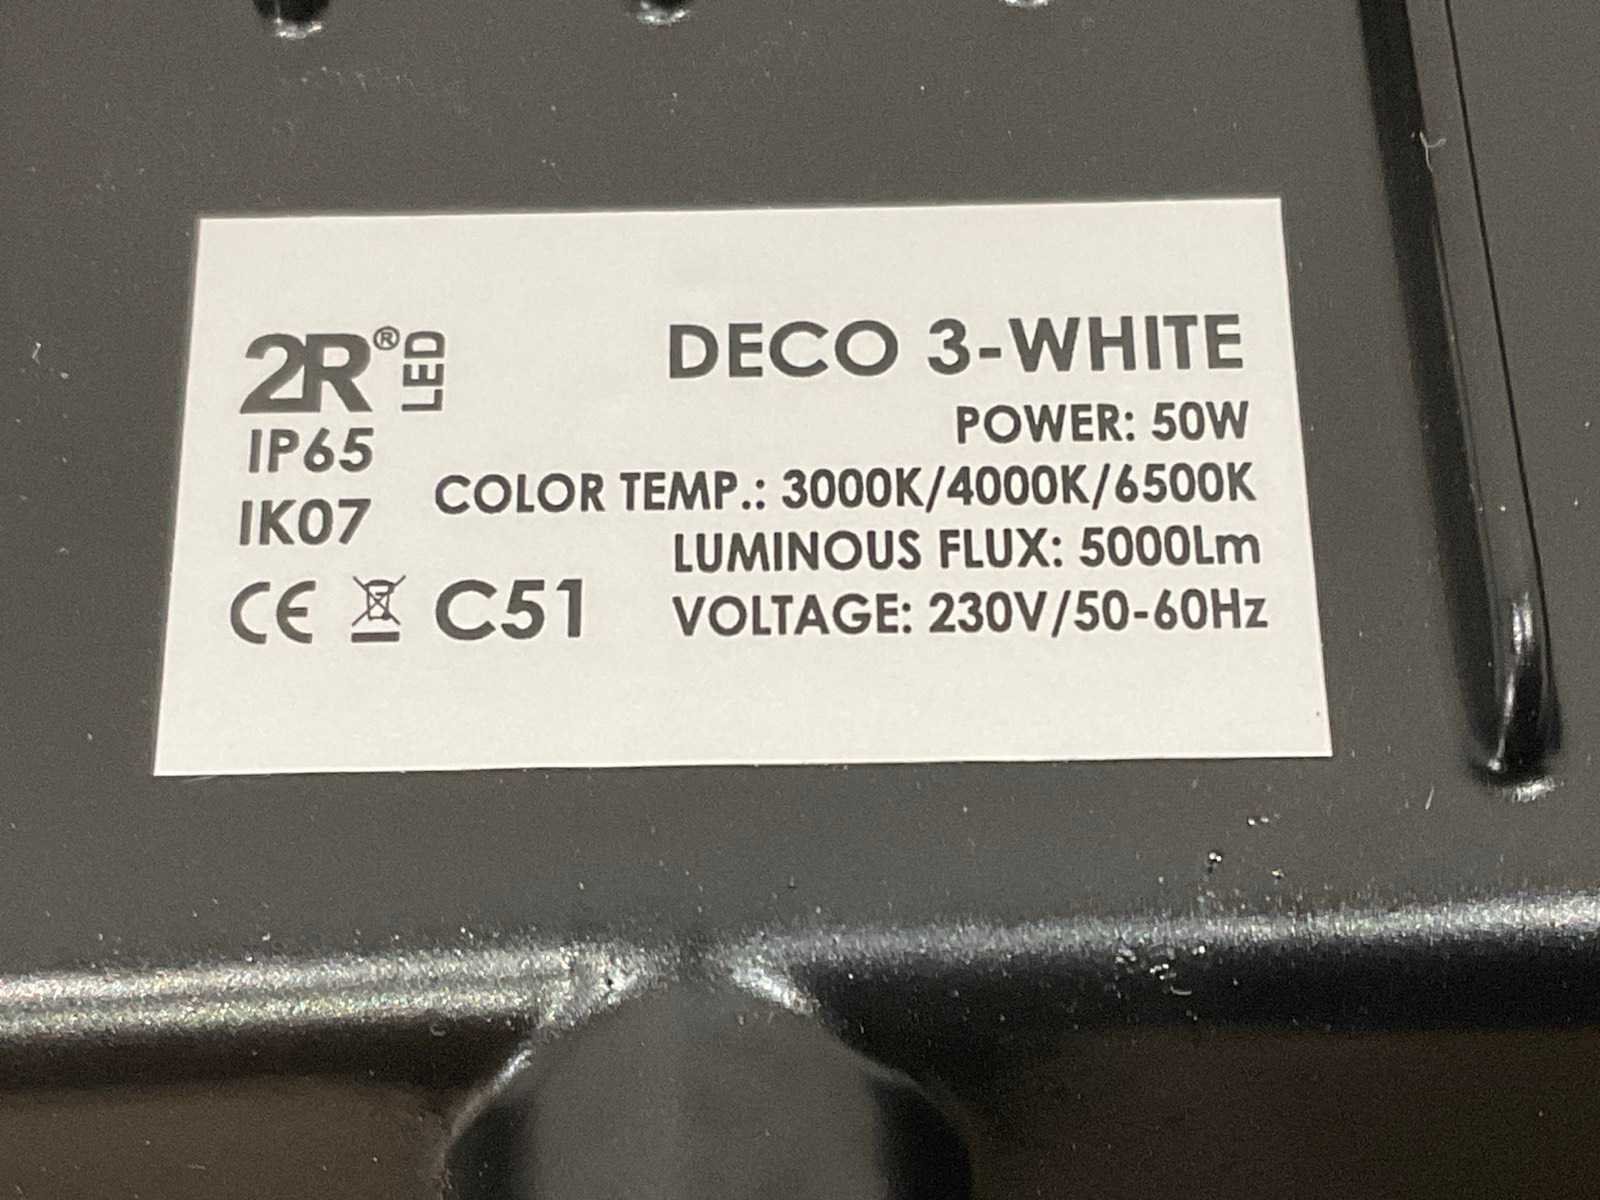 2R® LED
IP65
IK07
CE C51
DECO 3-WHITE
POWER: 50W
COLOR TEMP.: 3000K/4000K/6500K
LUMINOUS FLUX: 5000Lm
VOLTAGE: 230V/50-60Hz